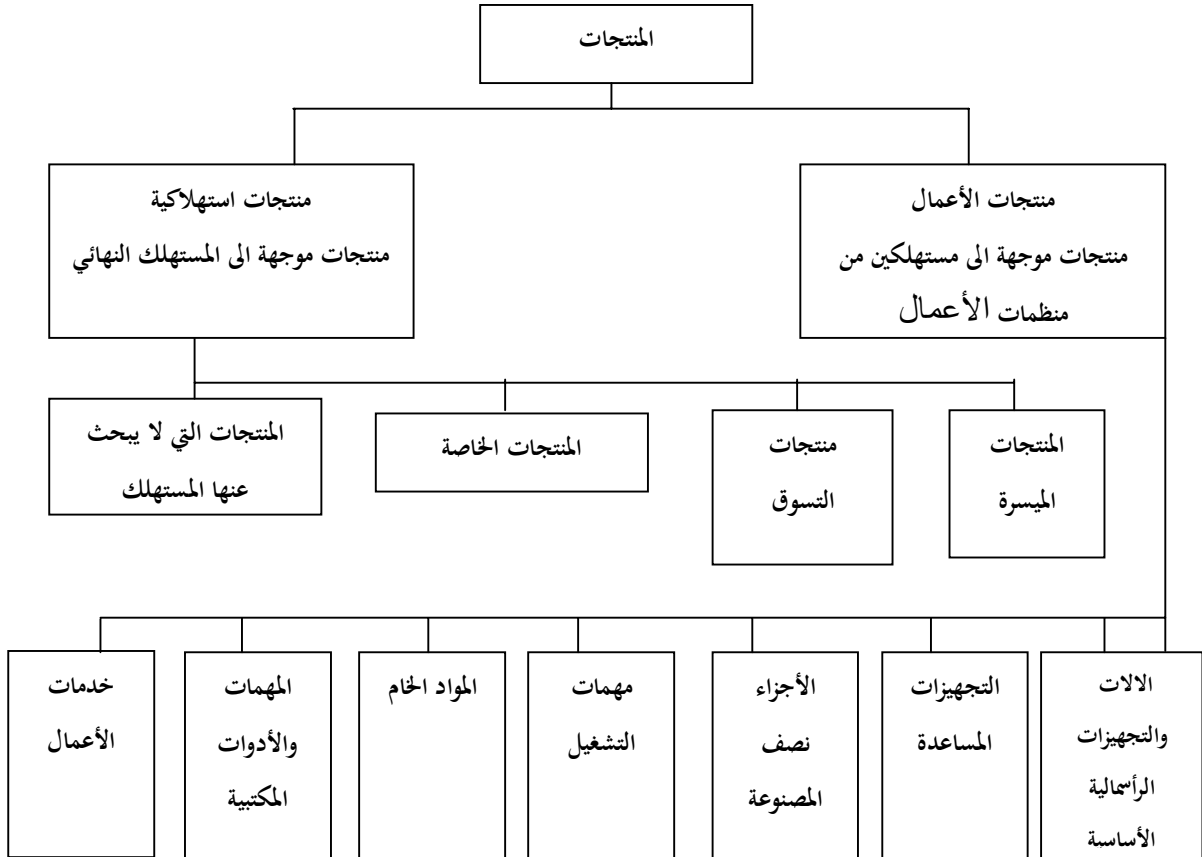 المنتجات
منتجات الأعمال
منتجات موجهة الى مستهلكين من
منظمات الأعمال
منتجات استهلاكية
منتجات موجهة الى المستهلك النهائي
المنتجات
الميسرة
منتجات
التسوق
المنتجات الخاصة
المنتجات التي لا يبحث
عنها المستهلك
الالات
والتجهيزات
الرأسمالية
الأساسية
التجهيزات
المساعدة
الأجزاء
نصف
المصنوعة
مهمات
التشغيل
المواد الخام
المهمات
والأدوات
المكتبية
خدمات
الأعمال